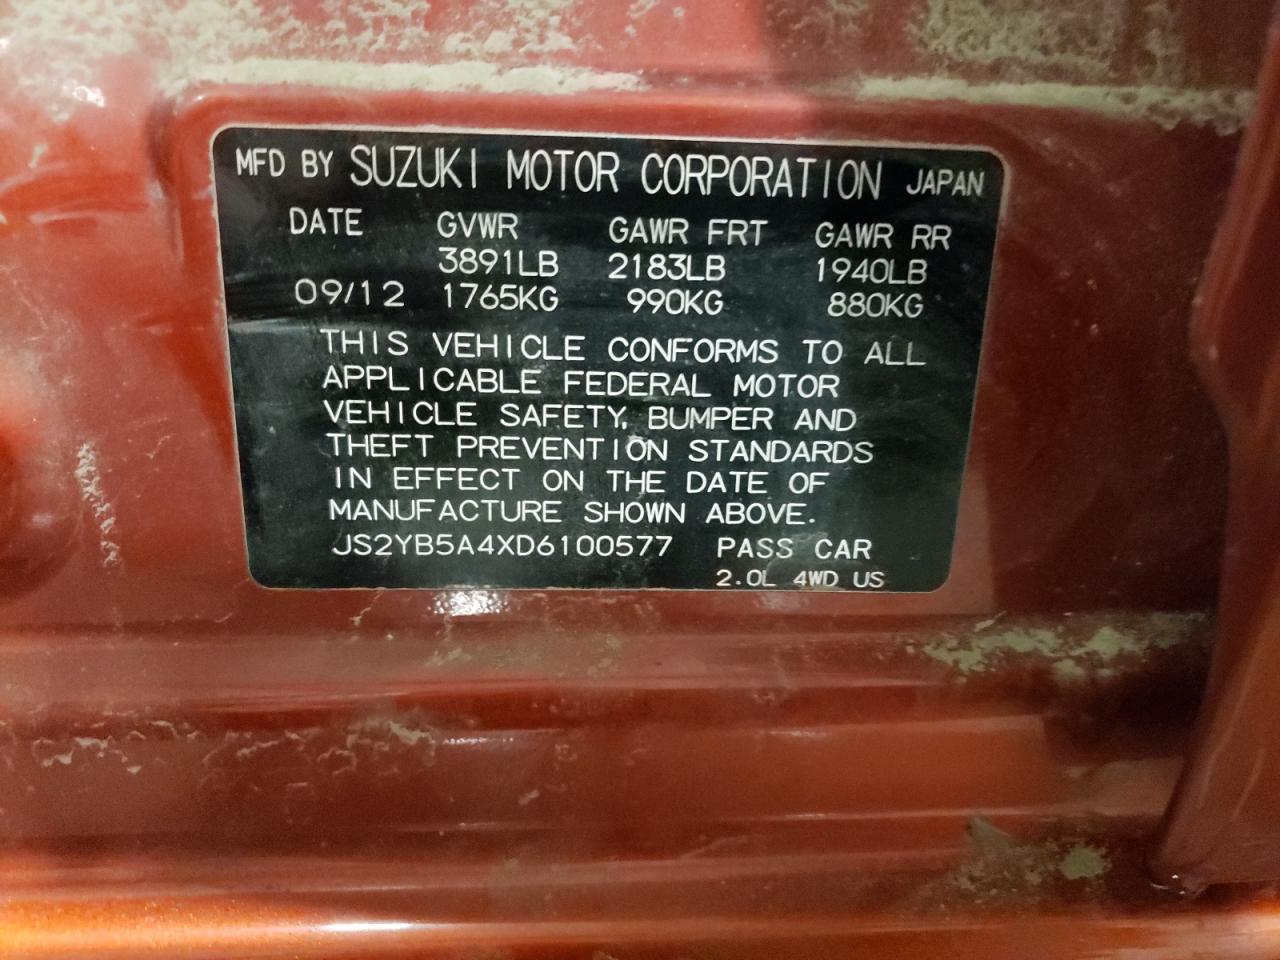 MFD BY SUZUKI MOTOR CORPORATION JAPAN
DATE GVWR GAWR FRT GAWR RR
3891LB 2183LB 1940LB
09/12 1765KG 990KG 880KG
THIS VEHICLE CONFORMS TO ALL
APPLICABLE FEDERAL MOTOR
VEHICLE SAFETY, BUMPER AND
THEFT PREVENTION STANDARDS
IN EFFECT ON THE DATE OF
MANUFACTURE SHOWN ABOVE.
JS2YB5A4XD6100577 PASS CAR
2.0L 4WD US